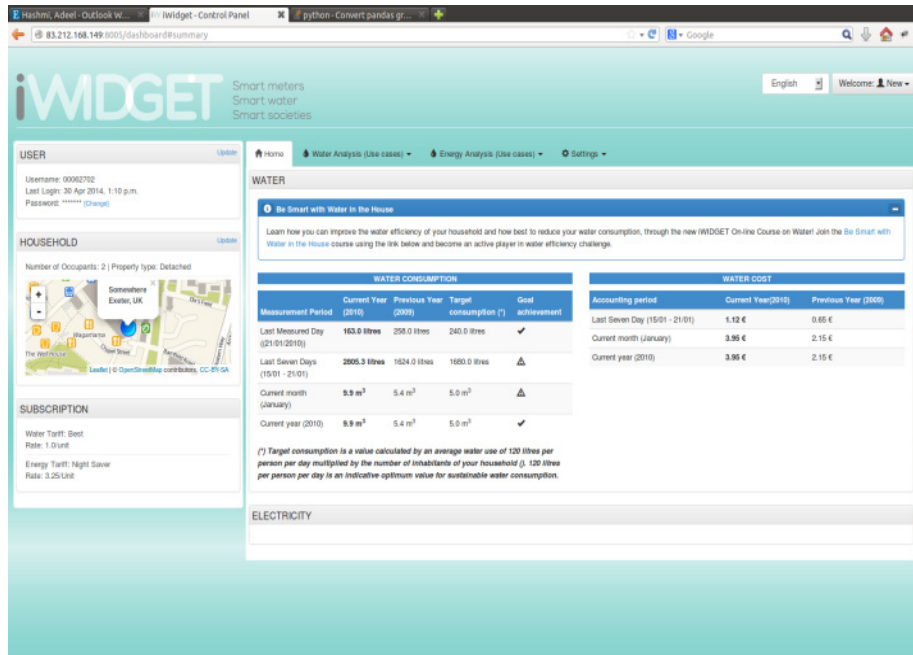 Hashmi, Adeel - Outlook W...
iWidget - Control Panel
python - Convert pandas gr...
83.212.168.149:8005/dashboard#summary
Google
iWIDGET
Smart meters
Smart water
Smart societies
English
Welcome: New
USER
Update
Username: 00062702
Last Login: 30 Apr 2014, 1:10 p.m.
Password: ******* (Change)
HOUSEHOLD
Update
Number of Occupants: 2 | Property type: Detached
+
-
Somewhere
Exeter, UK
×
Wagamama
Chapel Street
The Well House
Leaflet | © OpenStreetMap contributors, CC-BY-SA
SUBSCRIPTION
Water Tariff: Best
Rate: 1.0/unit
Energy Tariff: Night Saver
Rate: 3.25/Unit
Home
Water Analysis (Use cases)
Energy Analysis (Use cases)
Settings
WATER
Be Smart with Water in the House
Learn how you can improve the water efficiency of your household and how best to reduce your water consumption, through the new iWIDGET On-line Course on Water! Join the Be Smart with
Water in the House course using the link below and become an active player in water efficiency challenge.
WATER CONSUMPTION
Measurement Period Current Year (2010) Previous Year (2009) Target consumption (*) Goal achievement
Last Measured Day ((21/01/2010)) 163.0 litres 258.0 litres 240.0 litres ✔
Last Seven Days (15/01 - 21/01) 2605.3 litres 1624.0 litres 1680.0 litres ⚠
Current month (January) 9.9 m³ 5.4 m³ 5.0 m³ ⚠
Current year (2010) 9.9 m³ 5.4 m³ 5.0 m³ ✔
(*) Target consumption is a value calculated by an average water use of 120 litres per
person per day multiplied by the number of inhabitants of your household (). 120 litres
per person per day is an indicative optimum value for sustainable water consumption.
WATER COST
Accounting period Current Year(2010) Previous Year (2009)
Last Seven Day (15/01 - 21/01) 1.12 € 0.65 €
Current month (January) 3.95 € 2.15 €
Current year (2010) 3.95 € 2.15 €
ELECTRICITY